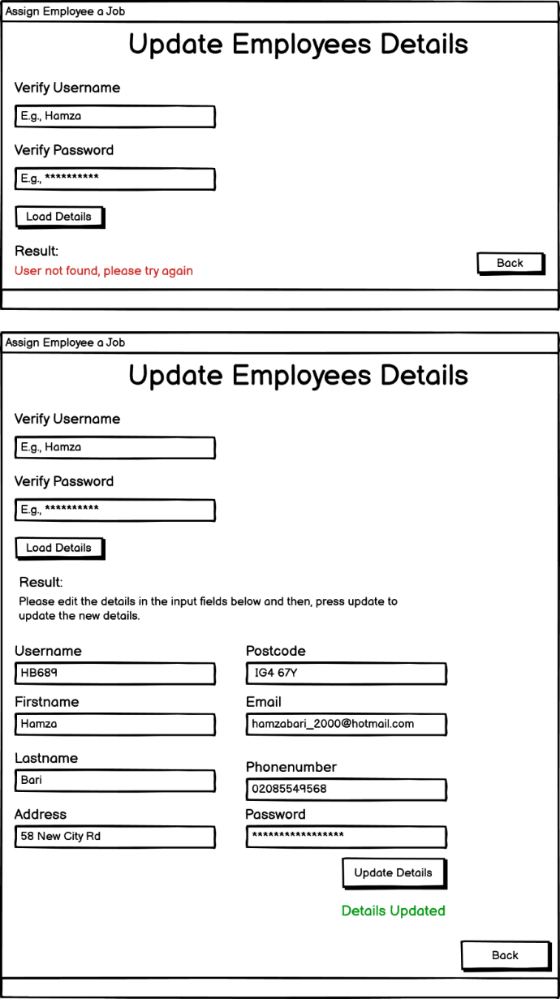 Assign Employee a Job
Update Employees Details
Verify Username
E.g., Hamza
Verify Password
E.g., **********
Load Details
Result:
User not found, please try again
Back
Assign Employee a Job
Update Employees Details
Verify Username
E.g., Hamza
Verify Password
E.g., **********
Load Details
Result:
Please edit the details in the input fields below and then, press update to
update the new details.
Username
HB689
Firstname
Hamza
Lastname
Bari
Address
58 New City Rd
Postcode
IG4 67Y
Email
hamzabari_2000@hotmail.com
Phonenumber
02085549568
Password
*****************
Update Details
Details Updated
Back